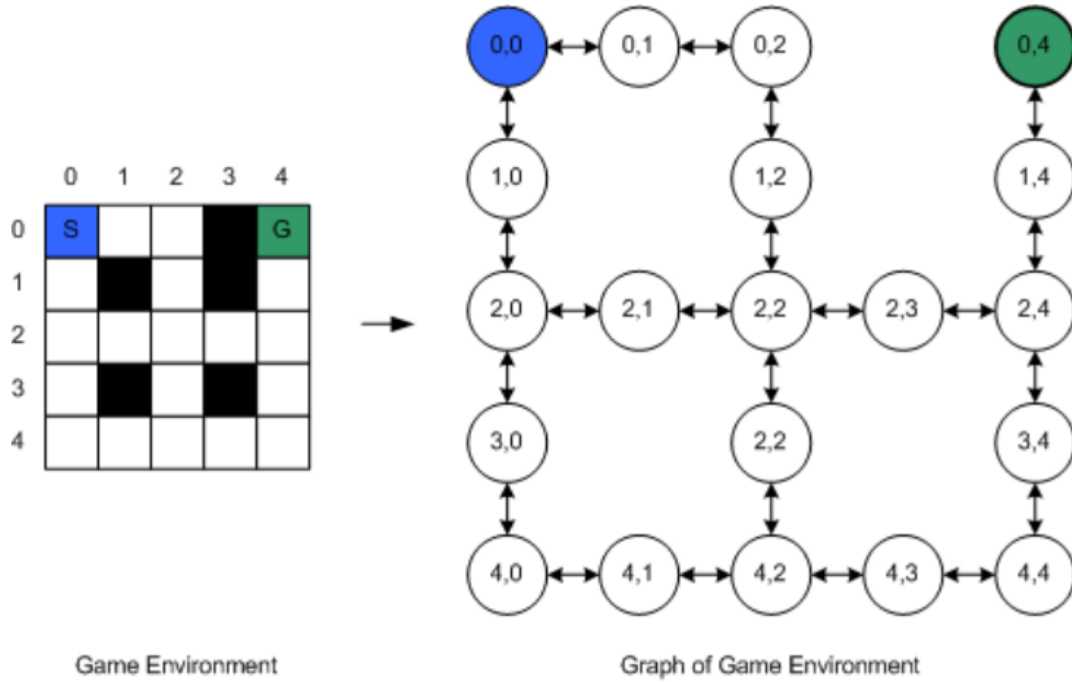 0,0 0,1 0,2 0,4
0 1 2 3 4
1,0 1,2 1,4
0 S G
1
2,0 2,1 2,2 2,3 2,4
2
3
3,0 2,2 3,4
4
4,0 4,1 4,2 4,3 4,4
Game Environment
Graph of Game Environment